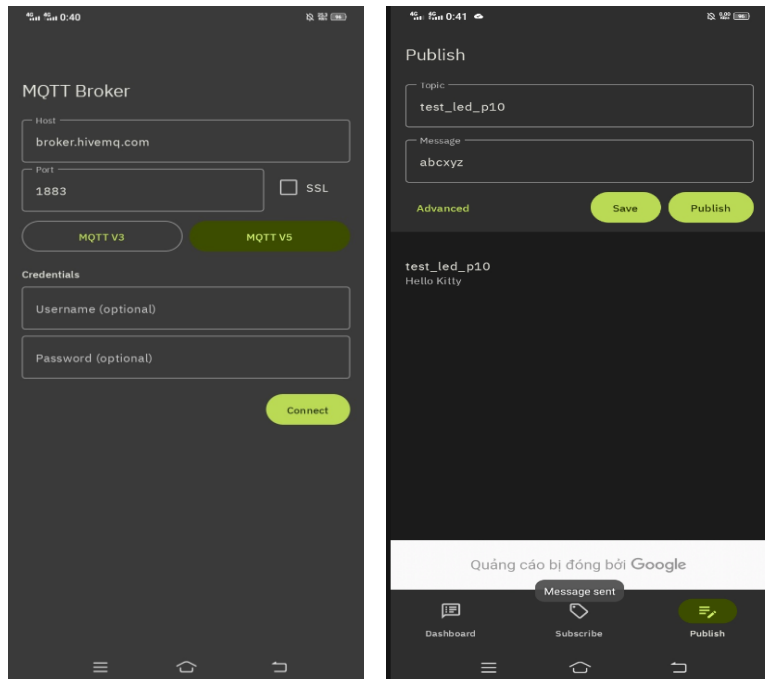 0:40
MQTT Broker
Host
broker.hivemq.com
Port
1883
SSL
MQTT V3
MQTT V5
Credentials
Username (optional)
Password (optional)
Connect
0:41
Publish
Topic
test_led_p10
Message
abcxyz
Advanced
Save
Publish
test_led_p10
Hello Kitty
Quảng cáo bị đóng bởi Google
Message sent
Dashboard
Subscribe
Publish